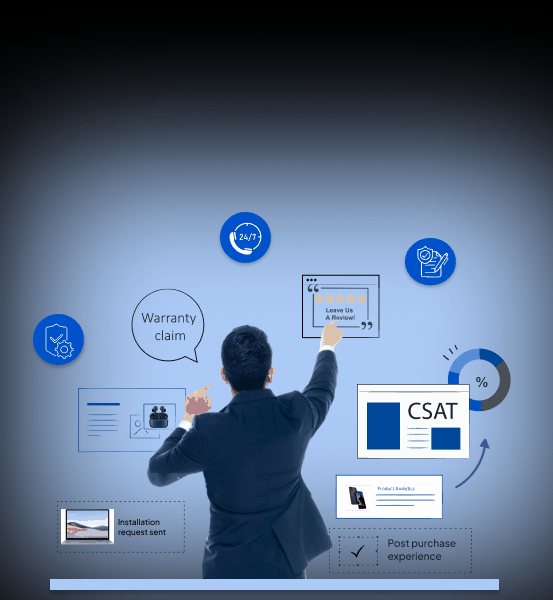 24/7
Leave Us
A Review!
Warranty
claim
%
CSAT
Product Analytics
Installation
request sent
Post purchase
experience